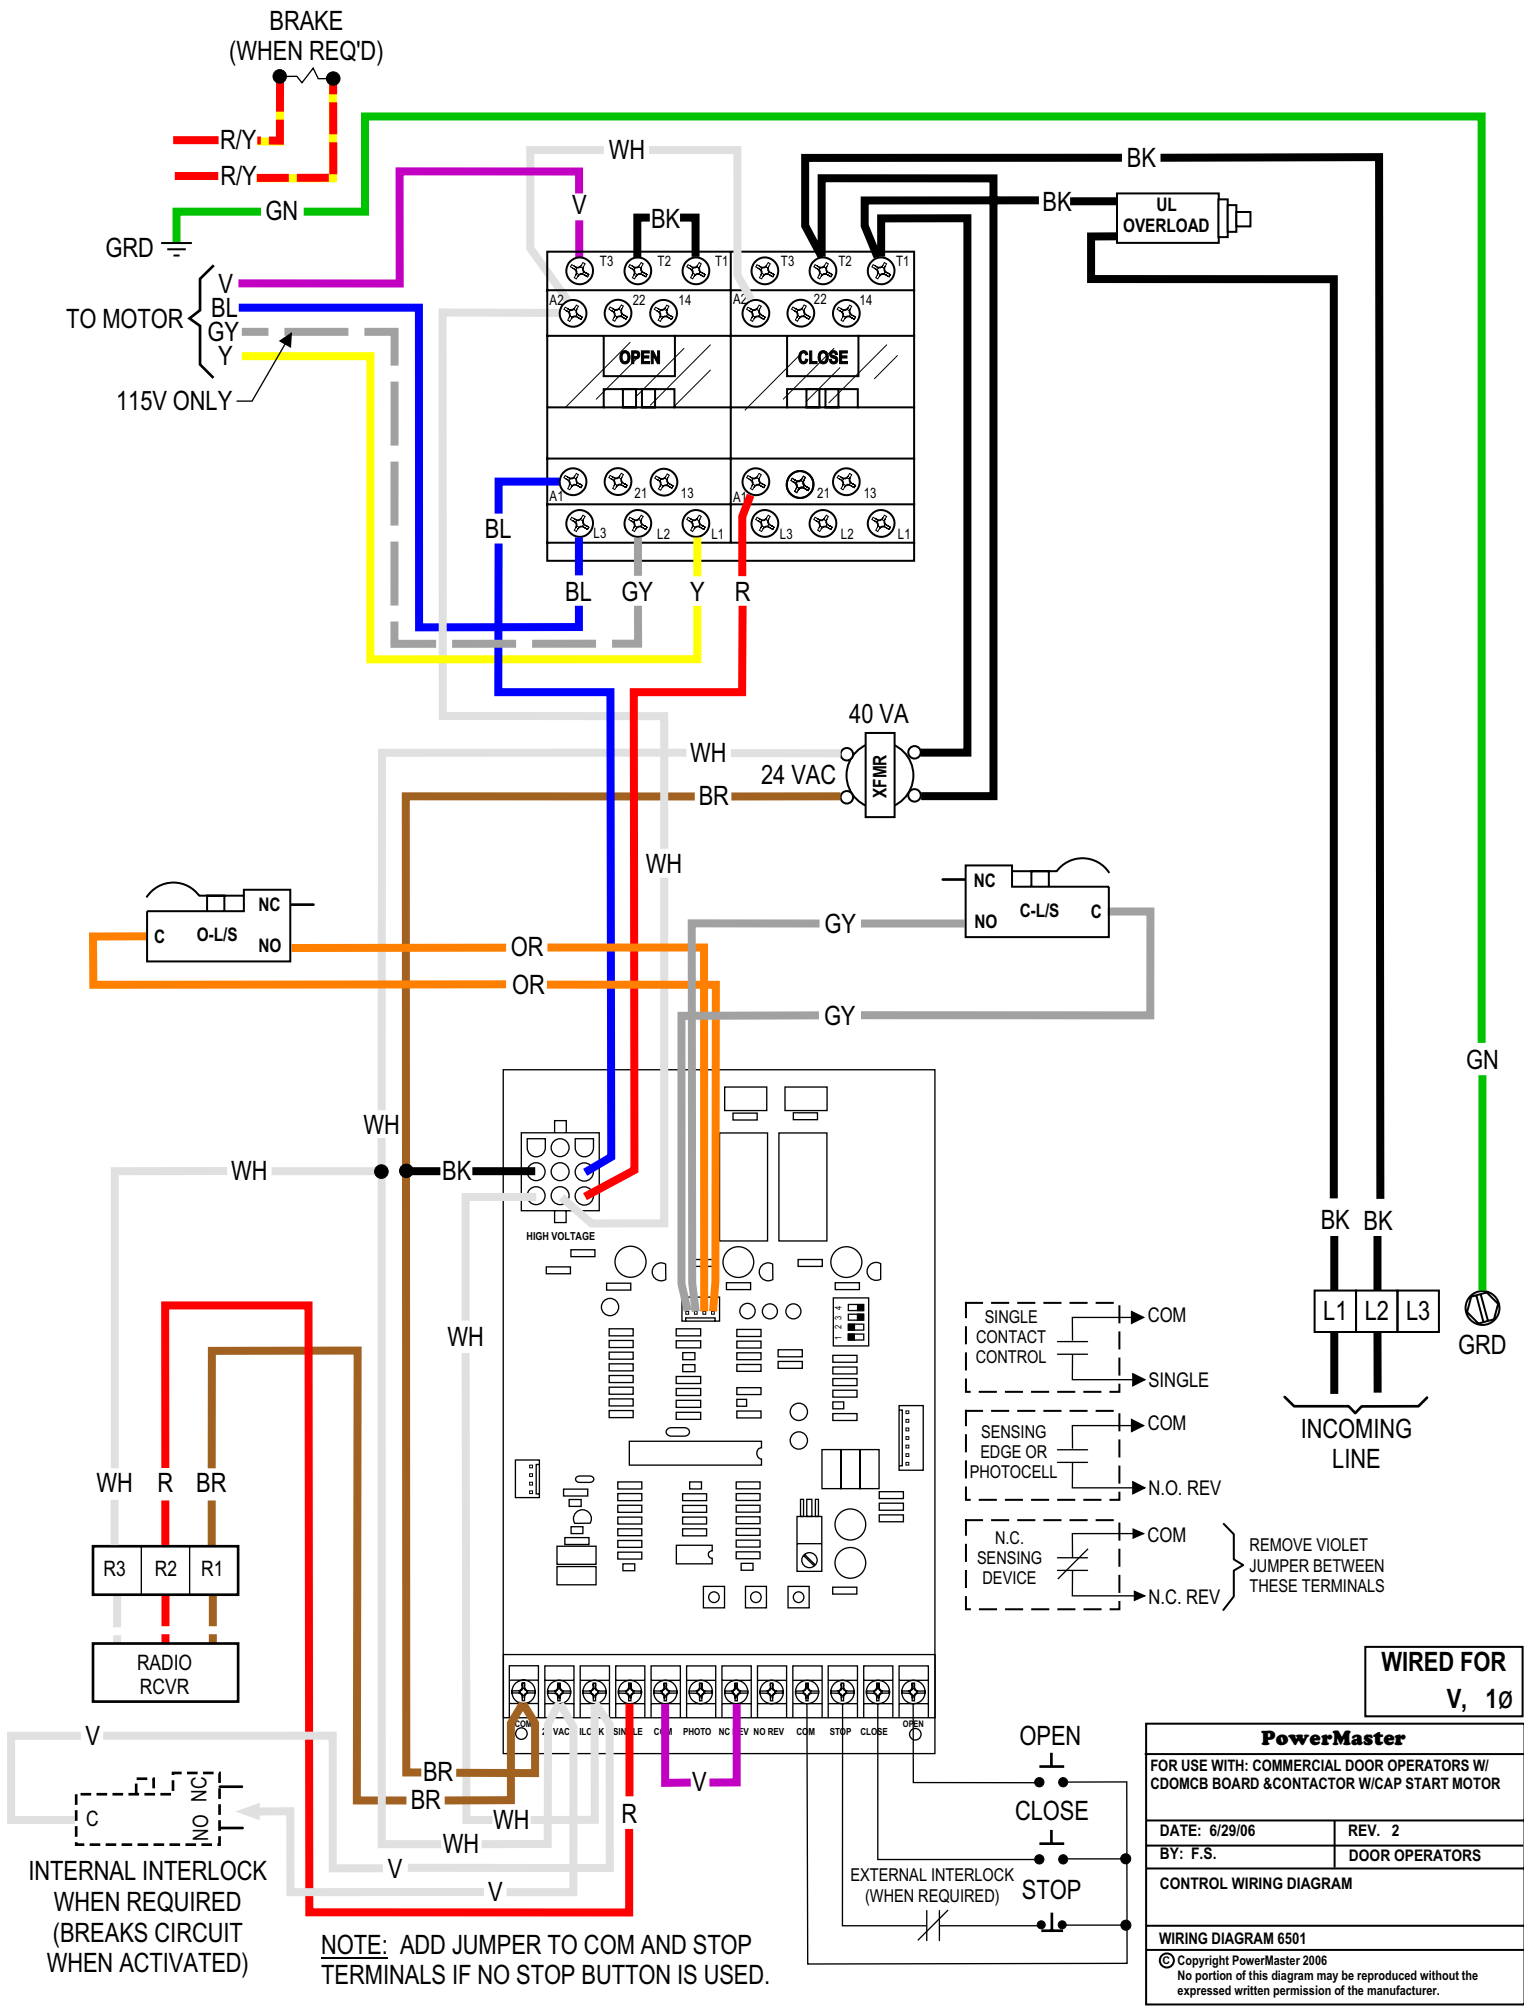 BRAKE
(WHEN REQ'D)
R/Y
R/Y
GN
GRD
WH
V
BK
BK
BK
UL
OVERLOAD
TO MOTOR
V
BL
GY
Y
115V ONLY
T3 T2 T1 T3 T2 T1
A2 22 14 A2 22 14
OPEN CLOSE
A1 21 13 A1 21 13
L3 L2 L1 L3 L2 L1
BL
BL GY Y R
40 VA
WH
24 VAC
XFMR
BR
WH
NC
C O-L/S
NO
NC
C-L/S C
NO
OR
GY
OR
GY
GN
WH
WH
BK
HIGH VOLTAGE
WH
1 2 3 4
BK BK
L1 L2 L3
GRD
INCOMING
LINE
SINGLE
CONTACT
CONTROL
COM
SINGLE
SENSING
EDGE OR
PHOTOCELL
COM
N.O. REV
N.C.
SENSING
DEVICE
COM
N.C. REV
REMOVE VIOLET
JUMPER BETWEEN
THESE TERMINALS
WH R BR
R3 R2 R1
RADIO
RCVR
COM COM PHOTO NO REV COM STOP CLOSE OPEN
V
BR
BR
WH
WH
V
V
R
V
C
NO NC
INTERNAL INTERLOCK
WHEN REQUIRED
(BREAKS CIRCUIT
WHEN ACTIVATED)
NOTE: ADD JUMPER TO COM AND STOP
TERMINALS IF NO STOP BUTTON IS USED.
OPEN
CLOSE
EXTERNAL INTERLOCK
(WHEN REQUIRED)
STOP
WIRED FOR
V, 1Ø
PowerMaster
FOR USE WITH: COMMERCIAL DOOR OPERATORS W/
CDOMCB BOARD &CONTACTOR W/CAP START MOTOR
DATE: 6/29/06 REV. 2
BY: F.S. DOOR OPERATORS
CONTROL WIRING DIAGRAM
WIRING DIAGRAM 6501
© Copyright PowerMaster 2006
No portion of this diagram may be reproduced without the
expressed written permission of the manufacturer.